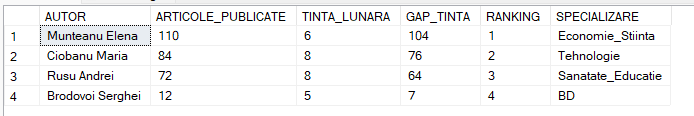 AUTOR ARTICOLE_PUBLICATE TINTA_LUNARA GAP_TINTA RANKING SPECIALIZARE
1 Munteanu Elena 110 6 104 1 Economie_Stiinta
2 Ciobanu Maria 84 8 76 2 Tehnologie
3 Rusu Andrei 72 8 64 3 Sanatate_Educatie
4 Brodovoi Serghei 12 5 7 4 BD